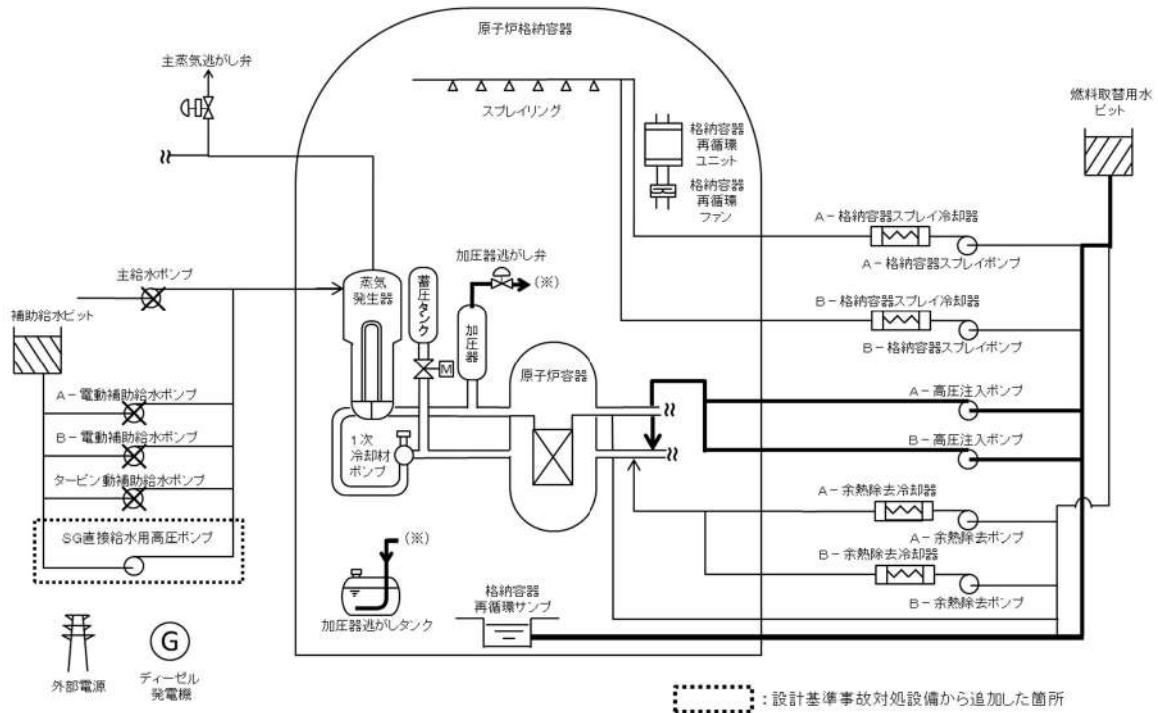 原子炉格納容器
主蒸気逃がし弁
スプレイリング
格納容器
再循環
ユニット
格納容器
再循環
ファン
燃料取替用水
ピット
A-格納容器スプレイ冷却器
A-格納容器スプレイポンプ
B-格納容器スプレイ冷却器
B-格納容器スプレイポンプ
主給水ポンプ
補助給水ピット
蒸気
発生器
蓄圧タンク
加圧器逃がし弁
(※)
加圧器
M
原子炉容器
A-電動補助給水ポンプ
B-電動補助給水ポンプ
タービン動補助給水ポンプ
SG直接給水用高圧ポンプ
1次
冷却材
ポンプ
A-高圧注入ポンプ
B-高圧注入ポンプ
A-余熱除去冷却器
A-余熱除去ポンプ
B-余熱除去冷却器
B-余熱除去ポンプ
(※)
加圧器逃がしタンク
格納容器
再循環サンプ
外部電源
G
ディーゼル
発電機
:設計基準事故対処設備から追加した箇所